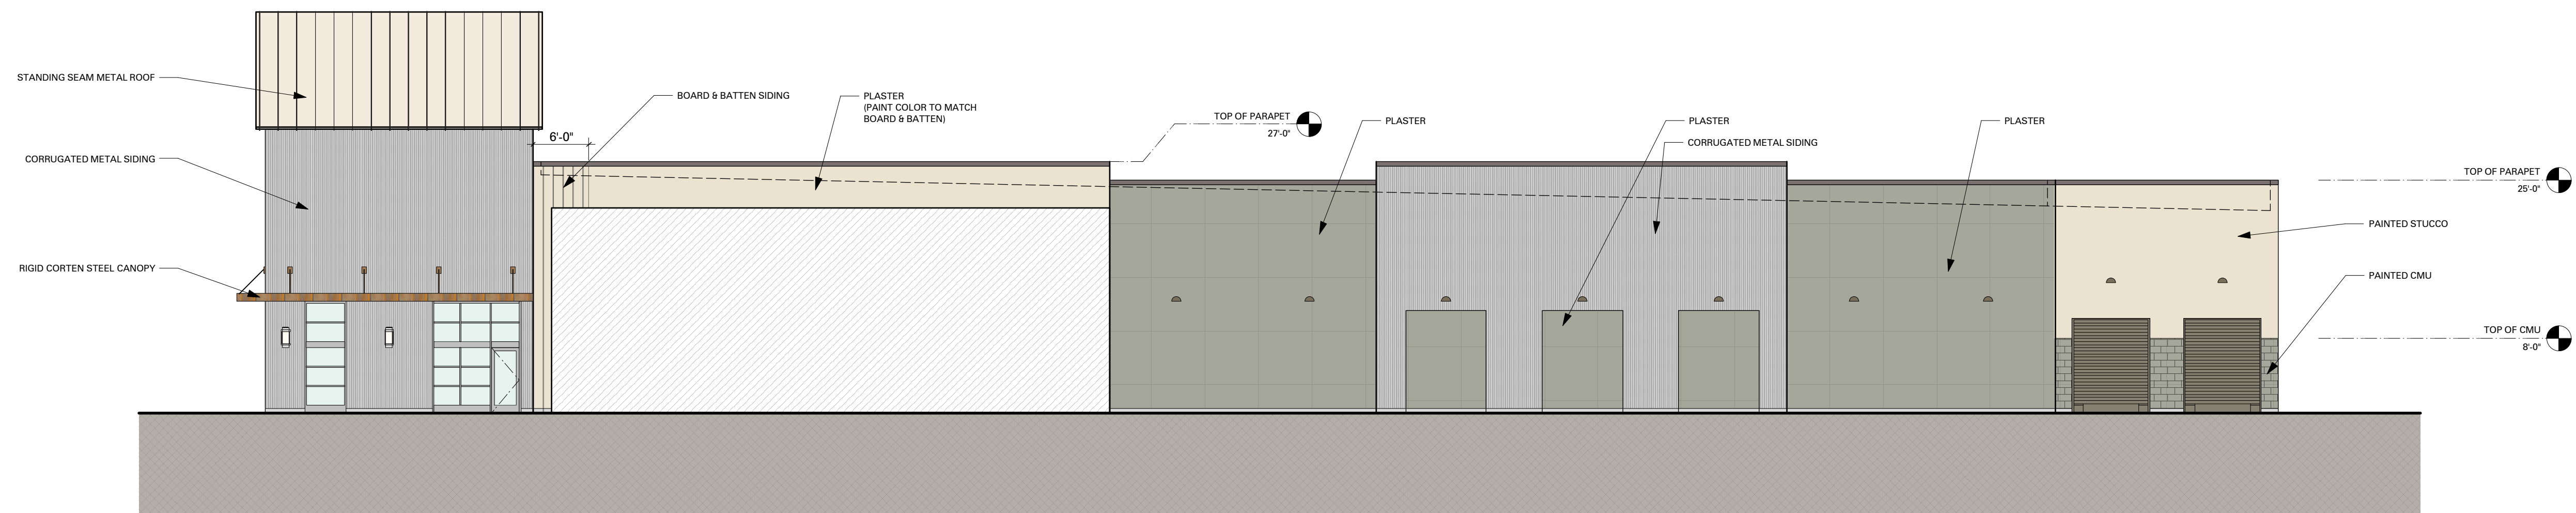 STANDING SEAM METAL ROOF
CORRUGATED METAL SIDING
RIGID CORTEN STEEL CANOPY
6'-0"
BOARD & BATTEN SIDING
PLASTER
(PAINT COLOR TO MATCH
BOARD & BATTEN)
TOP OF PARAPET
27'-0"
PLASTER
PLASTER
CORRUGATED METAL SIDING
PLASTER
TOP OF PARAPET
25'-0"
PAINTED STUCCO
PAINTED CMU
TOP OF CMU
8'-0"